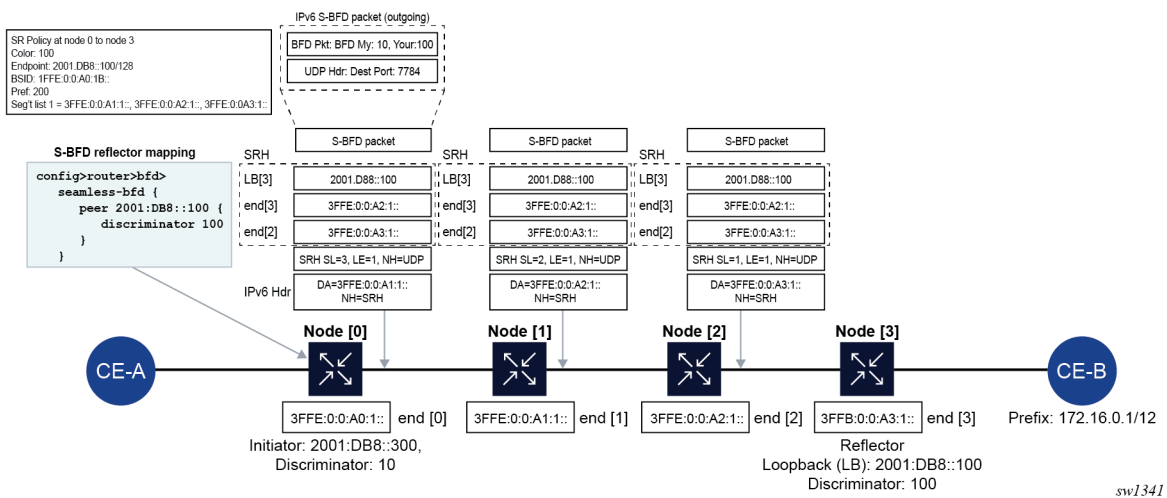 IPv6 S-BFD packet (outgoing)
BFD Pkt: BFD My: 10, Your:100
UDP Hdr: Dest Port: 7784
SR Policy at node 0 to node 3
Color: 100
Endpoint: 2001.DB8::100/128
BSID: 1FFE:0:0:A0:1B::
Pref: 200
Seg't list 1 = 3FFE:0:0:A1:1::, 3FFE:0:0:A2:1::, 3FFE:0:0A3:1::
S-BFD reflector mapping
config>router>bfd>
seamless-bfd {
peer 2001:DB8::100 {
discriminator 100
}
}
S-BFD packet
SRH
LB[3]
2001.D88::100
end[3]
3FFE:0:0:A2:1::
end[2]
3FFE:0:0:A3:1::
SRH SL=3, LE=1, NH=UDP
IPv6 Hdr
DA=3FFE:0:0:A1:1::
NH=SRH
S-BFD packet
SRH
LB[3]
2001.D88::100
end[3]
3FFE:0:0:A2:1::
end[2]
3FFE:0:0:A3:1::
SRH SL=2, LE=1, NH=UDP
DA=3FFE:0:0:A2:1::
NH=SRH
S-BFD packet
SRH
LB[3]
2001.D88::100
end[3]
3FFE:0:0:A2:1::
end[2]
3FFE:0:0:A3:1::
SRH SL=1, LE=1, NH=UDP
DA=3FFE:0:0:A3:1::
NH=SRH
CE-A
Node [0]
Node [1]
Node [2]
Node [3]
CE-B
3FFE:0:0:A0:1:: end [0]
3FFE:0:0:A1:1:: end [1]
3FFE:0:0:A2:1:: end [2]
3FFB:0:0:A3:1:: end [3]
Prefix: 172.16.0.1/12
Initiator: 2001:DB8::300,
Discriminator: 10
Reflector
Loopback (LB): 2001:DB8::100
Discriminator: 100
sw1341